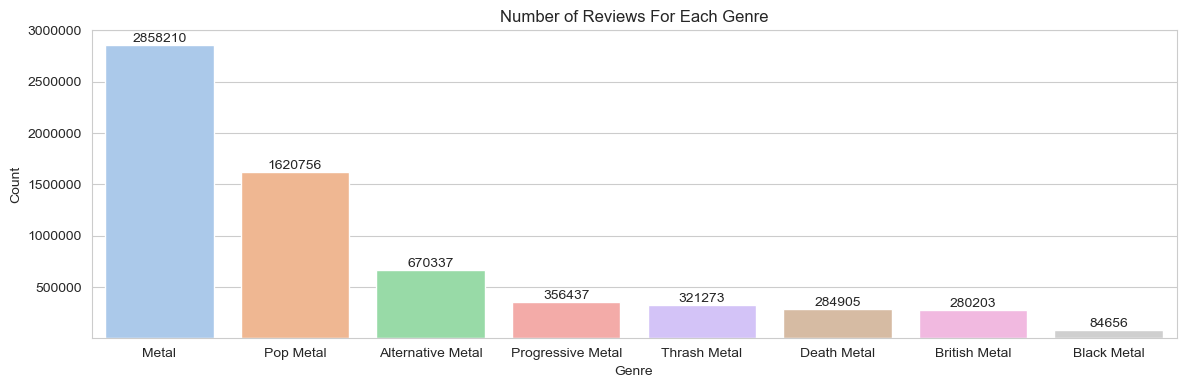 Number of Reviews For Each Genre
3000000
2500000
2000000
1500000
1000000
500000
Count
2858210
1620756
670337
356437
321273
284905
280203
84656
Metal
Pop Metal
Alternative Metal
Progressive Metal
Thrash Metal
Death Metal
British Metal
Black Metal
Genre